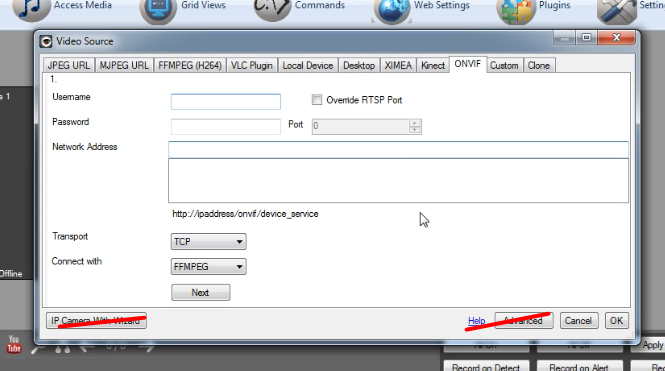 Access Media Grid Views Commands Web Settings Plugins
Video Source
JPEG URL MJPEG URL FFMPEG (H264) VLC Plugin Local Device Desktop XIMEA Kinect ONVIF Custom Clone
1.
Username Override RTSP Port
Password Port 0
Network Address
http://ipaddress/onvif/device_service
Transport TCP
Connect with FFMPEG
Offline
Next
IP Camera With Wizard Help Advanced Cancel OK
You
Tube
Apply
Record on Detect Record on Alert